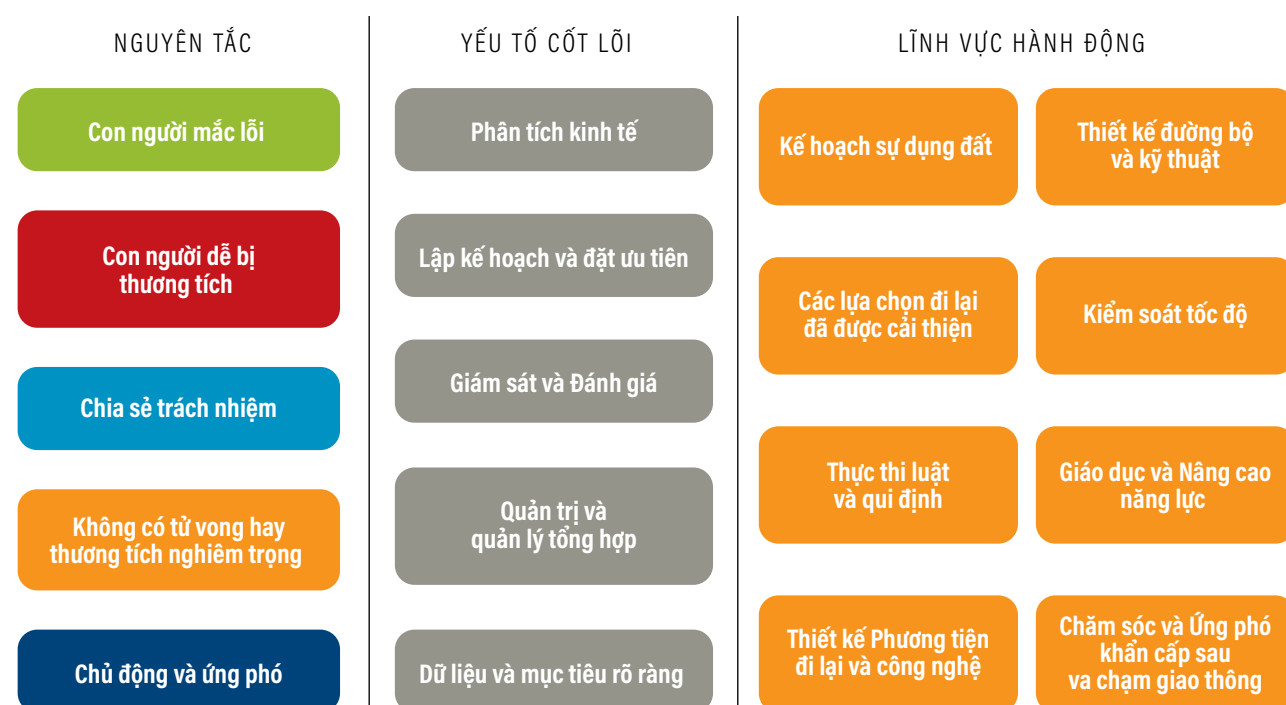 NGUYÊN TẮC
Con người mắc lỗi
Con người dễ bị
thương tích
Chia sẻ trách nhiệm
Không có tử vong hay
thương tích nghiêm trọng
Chủ động và ứng phó
YẾU TỐ CỐT LÕI
Phân tích kinh tế
Lập kế hoạch và đặt ưu tiên
Giám sát và Đánh giá
Quản trị và
quản lý tổng hợp
Dữ liệu và mục tiêu rõ ràng
LĨNH VỰC HÀNH ĐỘNG
Kế hoạch sự dụng đất
Thiết kế đường bộ
và kỹ thuật
Các lựa chọn đi lại
đã được cải thiện
Kiểm soát tốc độ
Thực thi luật
và qui định
Giáo dục và Nâng cao
năng lực
Thiết kế Phương tiện
đi lại và công nghệ
Chăm sóc và Ứng phó
khẩn cấp sau
va chạm giao thông